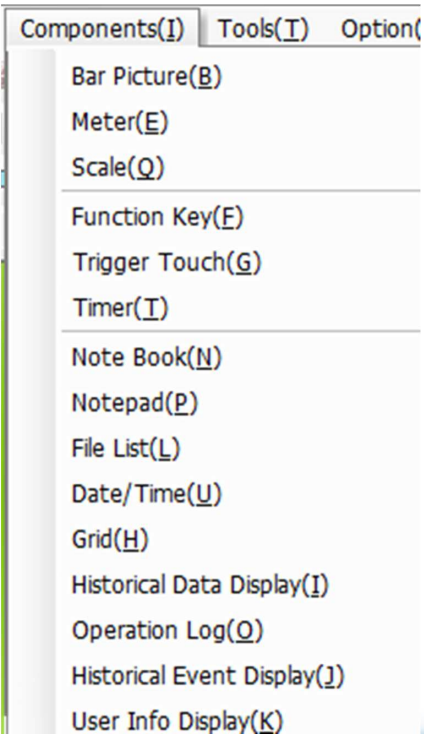 Components(I) Tools(T) Option(
Bar Picture(B)
Meter(E)
Scale(Q)
Function Key(F)
Trigger Touch(G)
Timer(T)
Note Book(N)
Notepad(P)
File List(L)
Date/Time(U)
Grid(H)
Historical Data Display(I)
Operation Log(O)
Historical Event Display(J)
User Info Display(K)